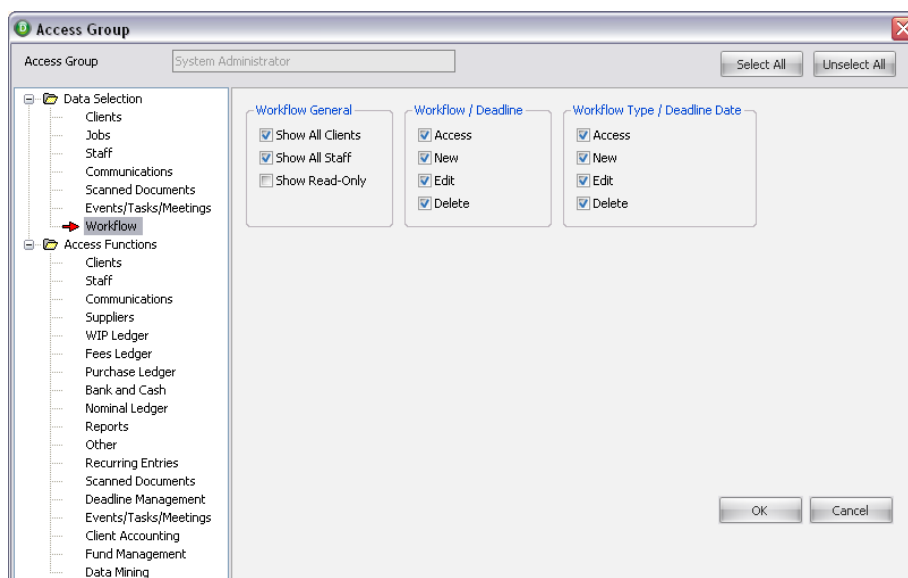 Access Group
Access Group System Administrator Select All Unselect All
Data Selection
Clients
Jobs
Staff
Communications
Scanned Documents
Events/Tasks/Meetings
Workflow
Access Functions
Clients
Staff
Communications
Suppliers
WIP Ledger
Fees Ledger
Purchase Ledger
Bank and Cash
Nominal Ledger
Reports
Other
Recurring Entries
Scanned Documents
Deadline Management
Events/Tasks/Meetings
Client Accounting
Fund Management
Data Mining
Workflow General
Show All Clients
Show All Staff
Show Read-Only
Workflow / Deadline
Access
New
Edit
Delete
Workflow Type / Deadline Date
Access
New
Edit
Delete
OK Cancel